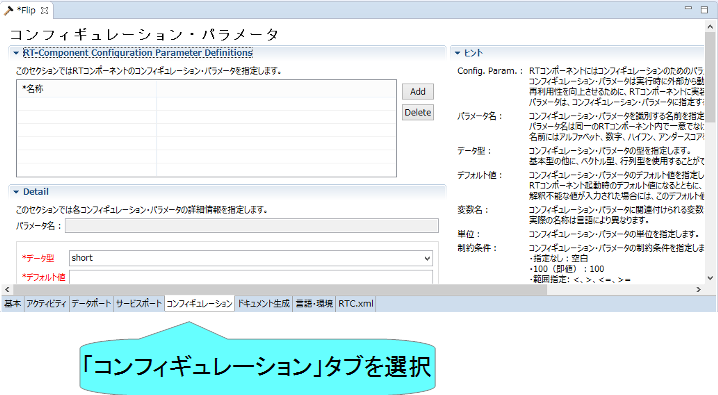 *Flip
コンフィギュレーション・パラメータ
RT-Component Configuration Parameter Definitions
このセクションではRTコンポーネントのコンフィギュレーション・パラメータを指定します。
*名称
Add
Delete
Detail
このセクションでは各コンフィギュレーション・パラメータの詳細情報を指定します。
パラメータ名：
*データ型 short
*デフォルト値
ヒント
Config. Param.： RTコンポーネントにはコンフィギュレーションのためのパラ
コンフィギュレーション・パラメータは実行時に外部から動
再利用性を向上させるために、RTコンポーネントに実装
パラメータは、コンフィギュレーション・パラメータに指定する
パラメータ名： コンフィギュレーション・パラメータを識別する名前を指定
パラメータ名は同一のRTコンポーネント内で一意でなけ
名前にはアルファベット、数字、ハイフン、アンダースコア
データ型： コンフィギュレーション・パラメータの型を指定します。
基本型の他に、ベクトル型、行列型を使用することがで
デフォルト値： コンフィギュレーション・パラメータのデフォルト値を指定し
RTコンポーネント起動時のデフォルト値になるとともに、
解釈不能な値が入力された場合には、このデフォルト値
変数名： コンフィギュレーション・パラメータに関連付けられる変数
実際の名称は言語により異なります。
単位： コンフィギュレーション・パラメータの単位を指定します。
制約条件： コンフィギュレーション・パラメータの制約条件を指定しま
・指定なし：空白
・100（即値）：100
・範囲指定: <、>、<=、>=
基本 アクティビティ データポート サービスポート コンフィギュレーション ドキュメント生成 言語・環境 RTC.xml
「コンフィギュレーション」タブを選択